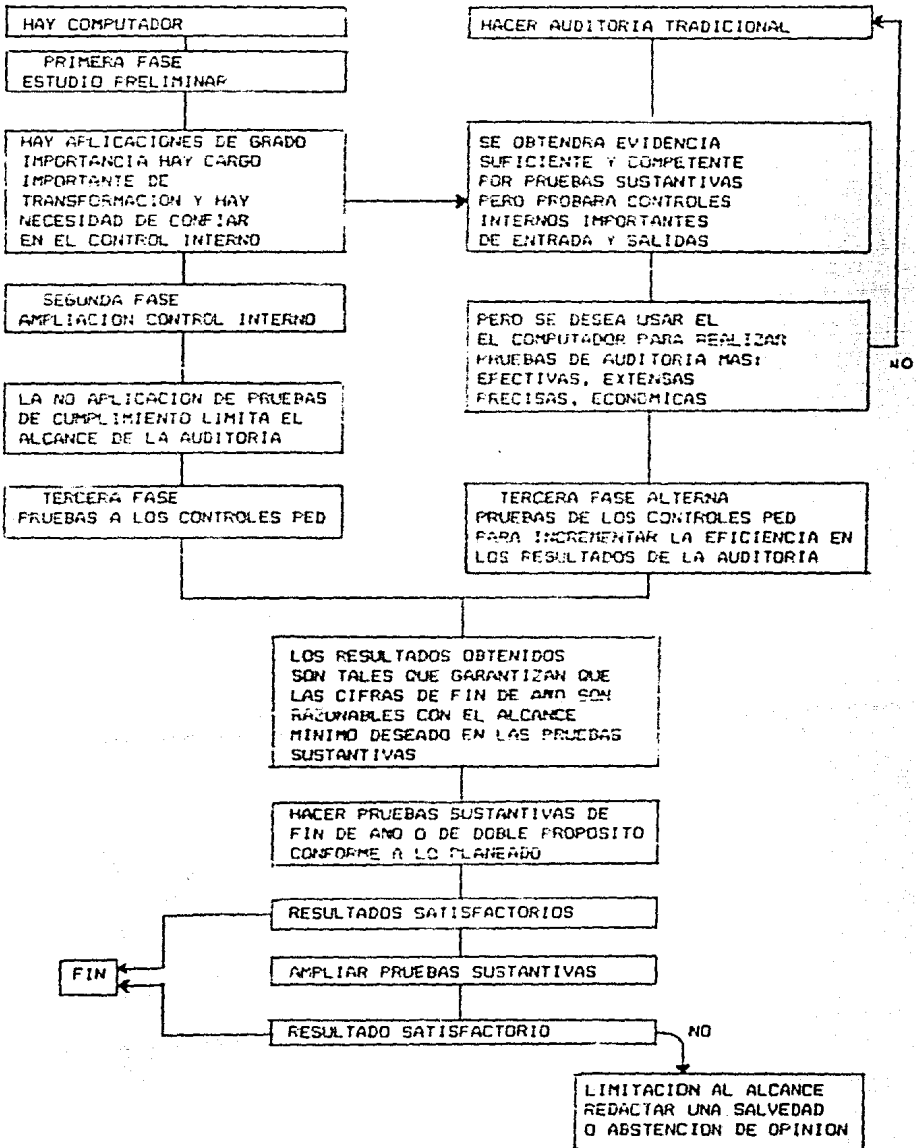 HAY COMPUTADOR
PRIMERA FASE
ESTUDIO PRELIMINAR
HAY APLICACIONES DE GRADO
IMPORTANCIA HAY CARGO
IMPORTANTE DE
TRANSFORMACION Y HAY
NECESIDAD DE CONFIAR
EN EL CONTROL INTERNO
SEGUNDA FASE
AMPLIACION CONTROL INTERNO
LA NO APLICACION DE PRUEBAS
DE CUMPLIMIENTO LIMITA EL
ALCANCE DE LA AUDITORIA
TERCERA FASE
PRUEBAS A LOS CONTROLES PED
HACER AUDITORIA TRADICIONAL
SE OBTENDRA EVIDENCIA
SUFICIENTE Y COMPETENTE
POR PRUEBAS SUSTANTIVAS
PERO PROBARA CONTROLES
INTERNOS IMPORTANTES
DE ENTRADA Y SALIDAS
PERO SE DESEA USAR EL
EL COMPUTADOR PARA REALIZAR
PRUEBAS DE AUDITORIA MAS:
EFECTIVAS, EXTENSAS
PRECISAS, ECONOMICAS
NO
TERCERA FASE ALTERNA
PRUEBAS DE LOS CONTROLES PED
PARA INCREMENTAR LA EFICIENCIA EN
LOS RESULTADOS DE LA AUDITORIA
LOS RESULTADOS OBTENIDOS
SON TALES QUE GARANTIZAN QUE
LAS CIFRAS DE FIN DE ANO SON
RAZONABLES CON EL ALCANCE
MINIMO DESEADO EN LAS PRUEBAS
SUSTANTIVAS
HACER PRUEBAS SUSTANTIVAS DE
FIN DE ANO O DE DOBLE PROPOSITO
CONFORME A LO PLANEADO
RESULTADOS SATISFACTORIOS
FIN
AMPLIAR PRUEBAS SUSTANTIVAS
RESULTADO SATISFACTORIO
NO
LIMITACION AL ALCANCE
REDACTAR UNA SALVEDAD
O ABSTENCION DE OPINION